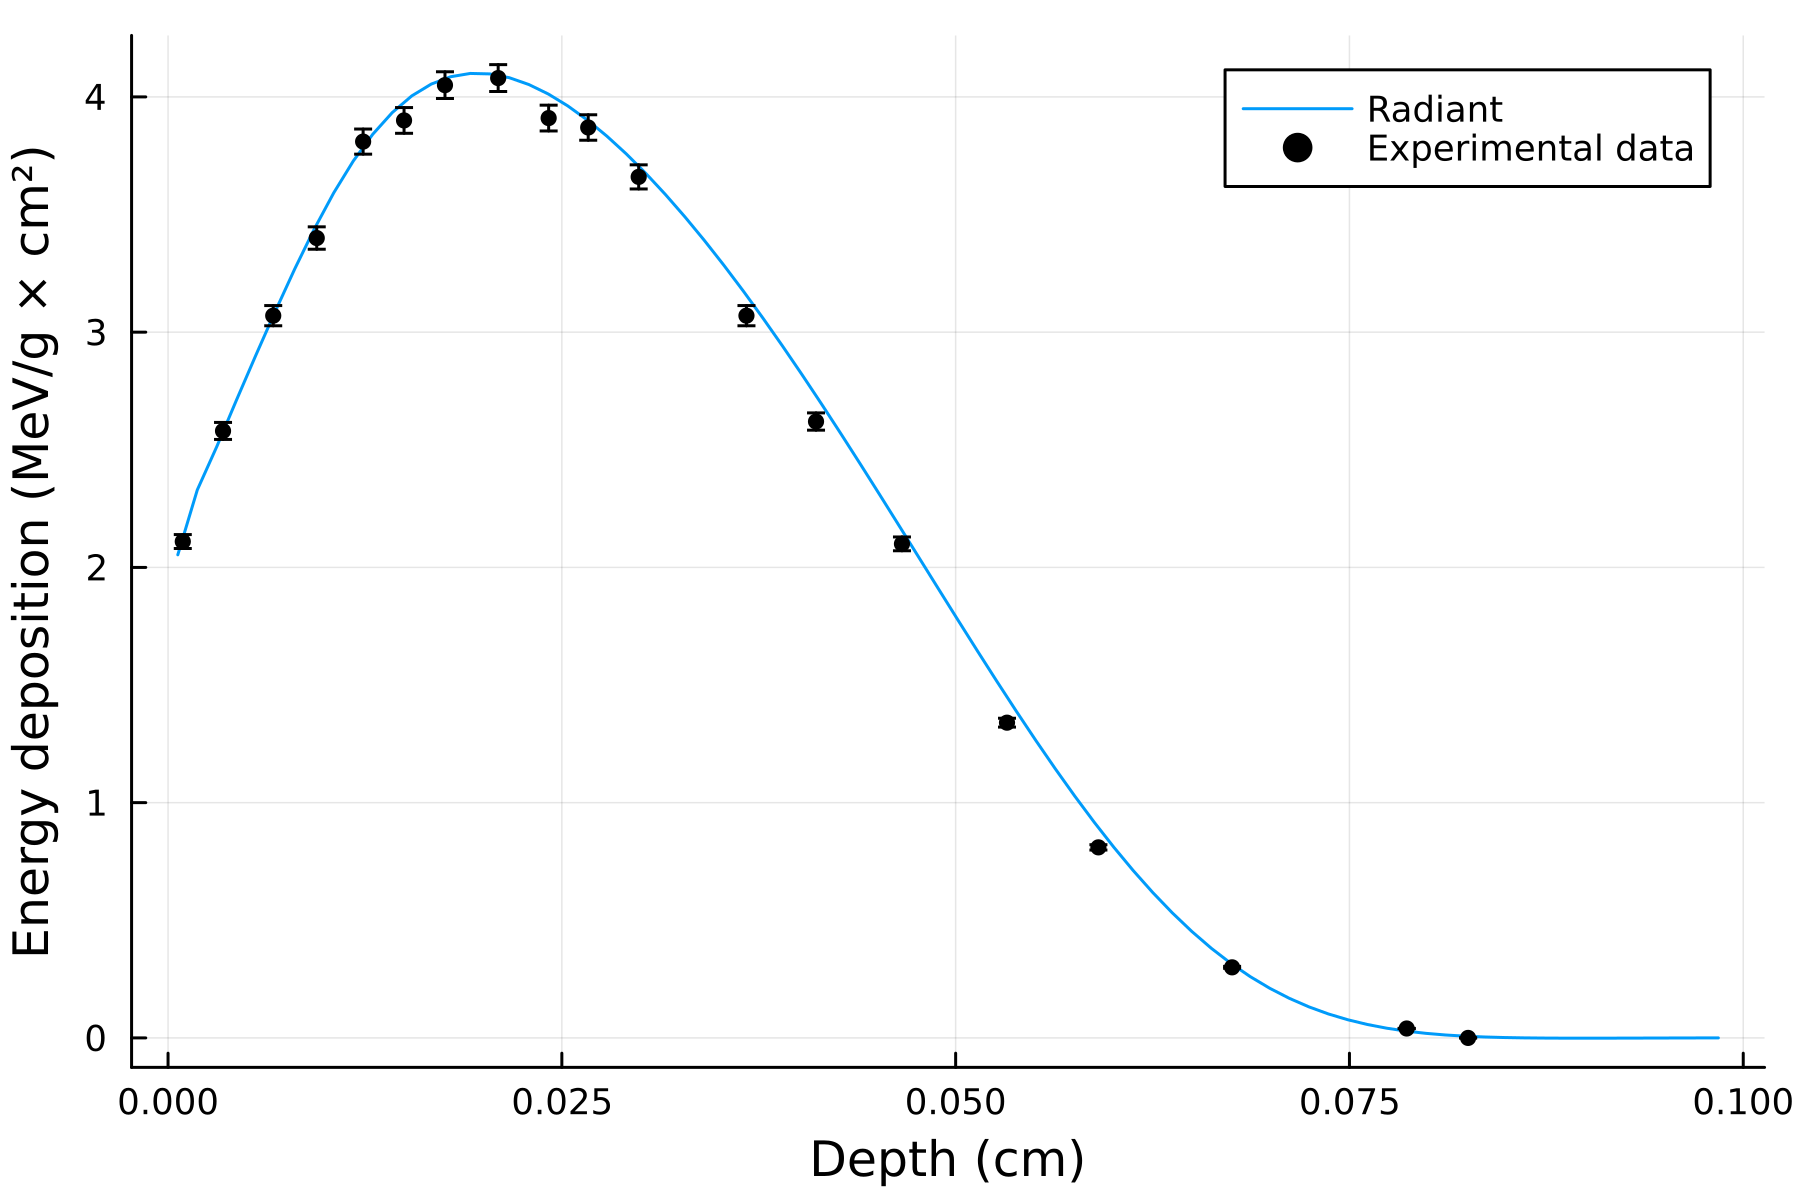 Energy deposition (MeV/g × cm²)
4
3
2
1
0
Radiant
Experimental data
0.000
0.025
0.050
0.075
0.100
Depth (cm)